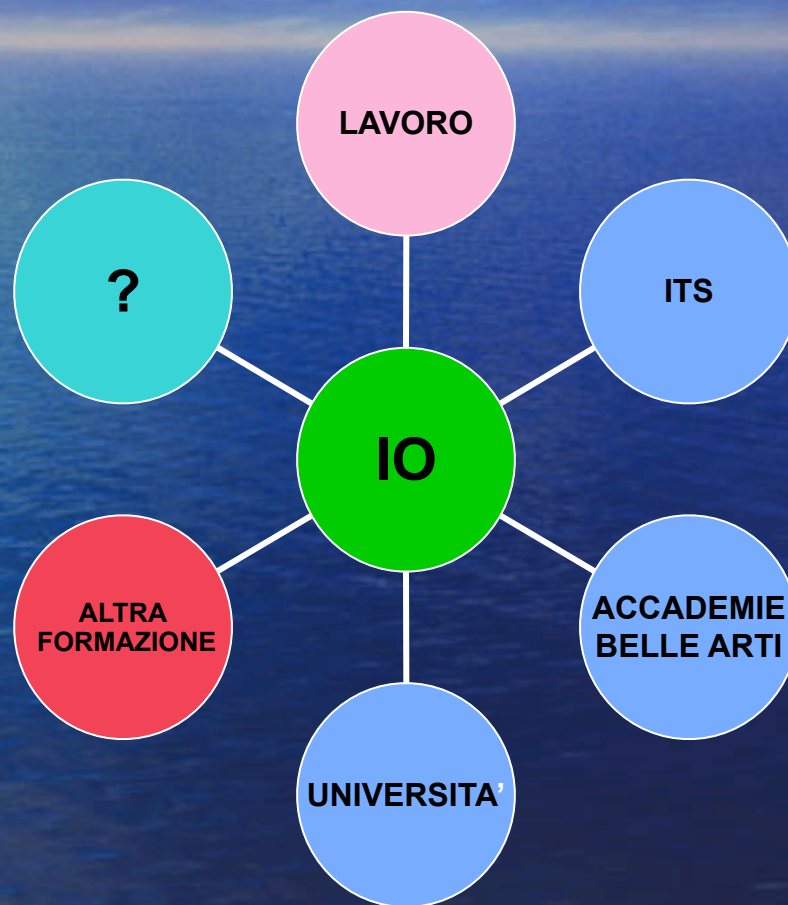 LAVORO
?
ITS
IO
ALTRA
FORMAZIONE
ACCADEMIE
BELLE ARTI
UNIVERSITA'